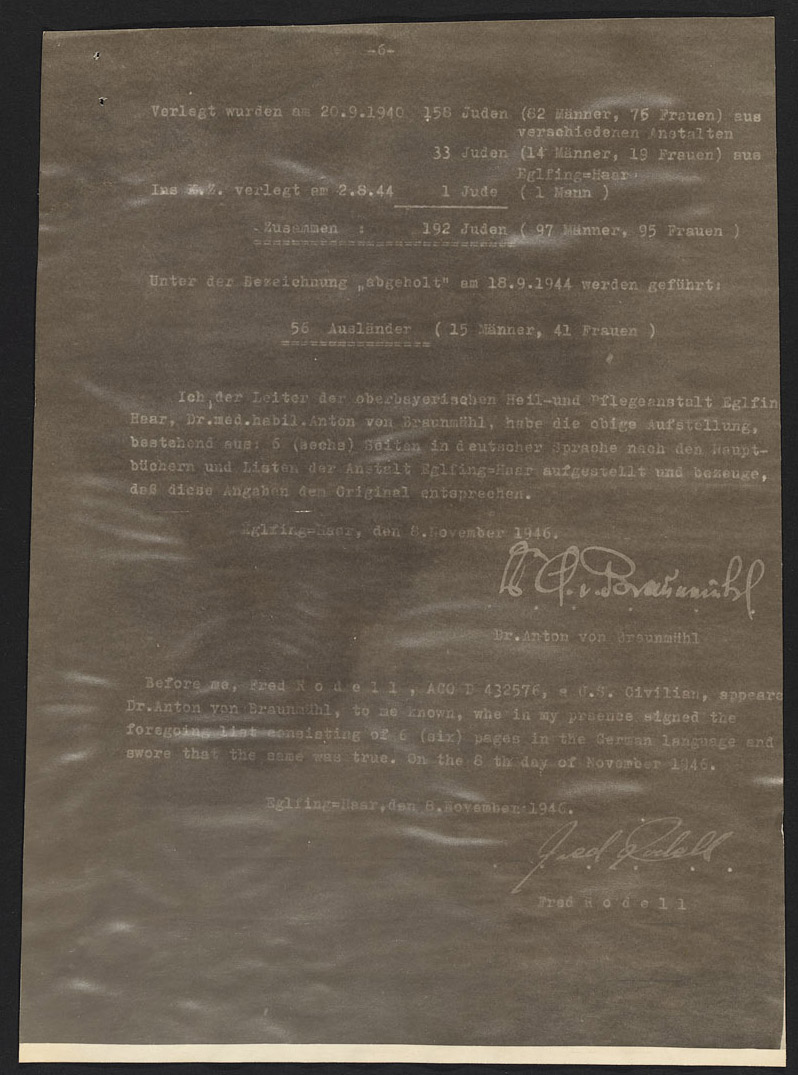 -6-
Verlegt wurden am 20.9.1940 158 Juden (82 Männer, 76 Frauen) aus
verschiedenen Anstalten
33 Juden (14 Männer, 19 Frauen) aus
Eglfing=Haar
Ins K.Z. verlegt am 2.8.44 1 Jude ( 1 Mann )
Zusammen : 192 Juden ( 97 Männer, 95 Frauen )
Unter der Bezeichnung „abgeholt" am 18.9.1944 werden geführt:
56 Ausländer ( 15 Männer, 41 Frauen )
Ich, der Leiter der oberbayerischen Heil-und Pflegeanstalt Eglfin
Haar, Dr.med.habil.Anton von Braunmühl, habe die obige Aufstellung,
bestehend aus: 6 (sechs) Seiten in deutscher Sprache nach den Haupt-
büchern und Listen der Anstalt Eglfing=Haar aufgestellt und bezeuge,
daß diese Angaben dem Original entsprechen.
Eglfing=Haar, den 8.November 1946.
Dr A. v. Braunmühl
Dr.Anton von Braunmühl
Before me, Fred R o d e l l , AGO D 432576, a U.S. Civilian, appeare
Dr.Anton von Braunmühl, to me known, who in my presence signed the
foregoing list consisting of 6 (six) pages in the German language and
swore that the same was true. On the 8 th day of November 1946.
Eglfing=Haar,den 8.November 1946.
Fred Rodell
Fred R o d e l l